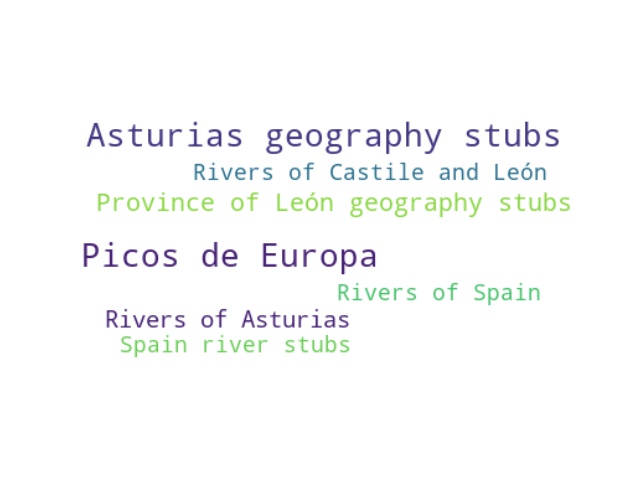 Asturias geography stubs
Rivers of Castile and León
Province of León geography stubs
Picos de Europa
Rivers of Spain
Rivers of Asturias
Spain river stubs